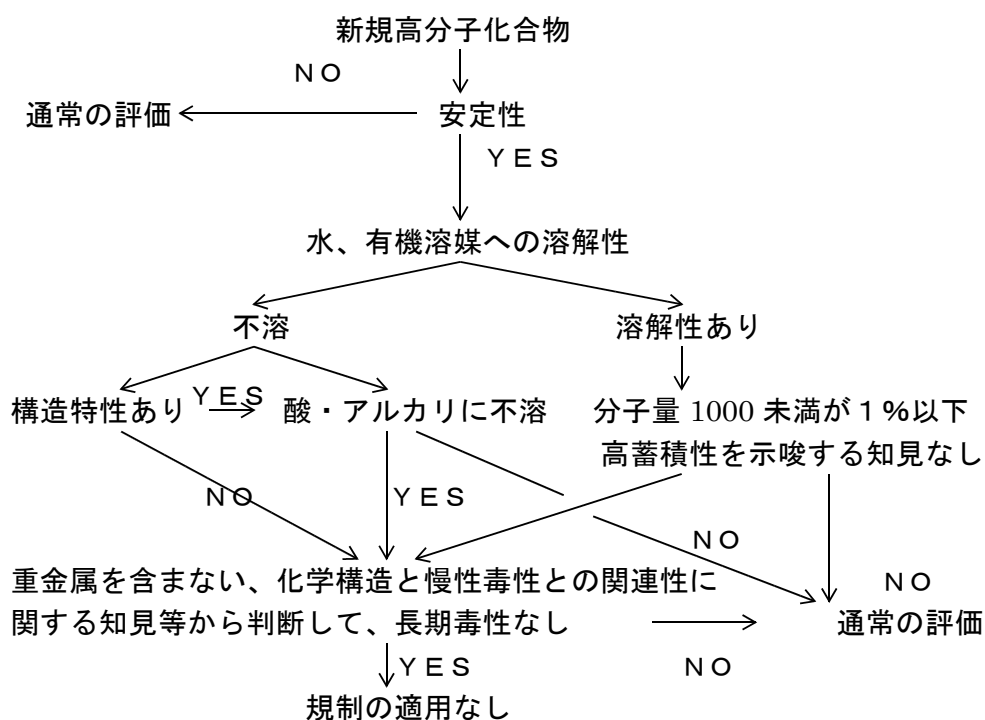 新規高分子化合物
ＮＯ
通常の評価
安定性
ＹＥＳ
水、有機溶媒への溶解性
不溶
溶解性あり
構造特性あり
ＹＥＳ
酸・アルカリに不溶
分子量 1000 未満が１％以下
高蓄積性を示唆する知見なし
ＮＯ
ＹＥＳ
ＮＯ
重金属を含まない、化学構造と慢性毒性との関連性に
関する知見等から判断して、長期毒性なし
ＮＯ
通常の評価
ＹＥＳ
ＮＯ
規制の適用なし